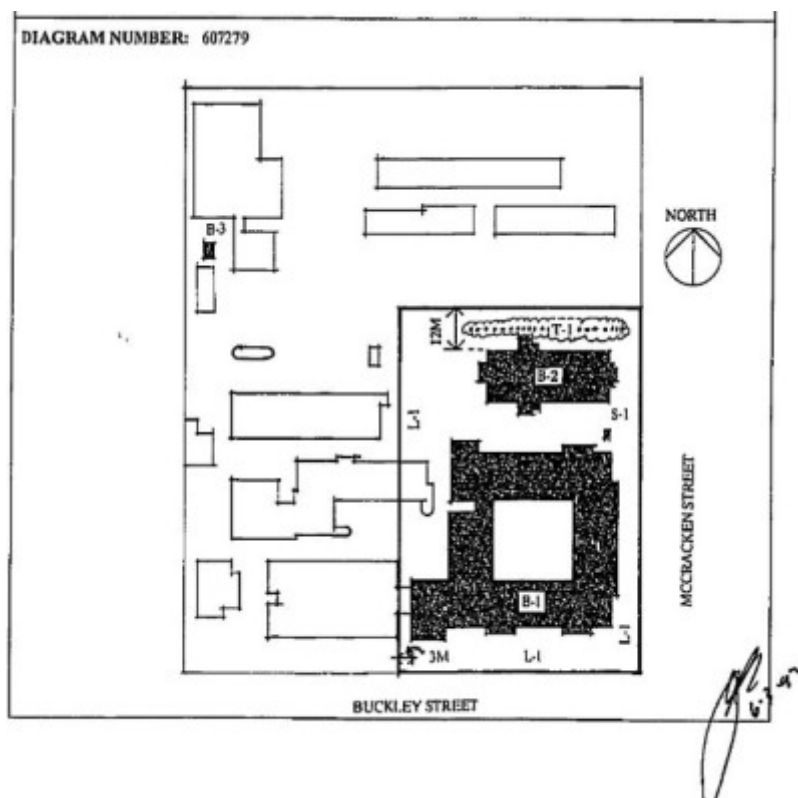 DIAGRAM NUMBER: 607279
B-3
NORTH
12M
T-1
B-2
L-1
S-1
MCCRACKEN STREET
B-1
L-1
3M
L-1
BUCKLEY STREET